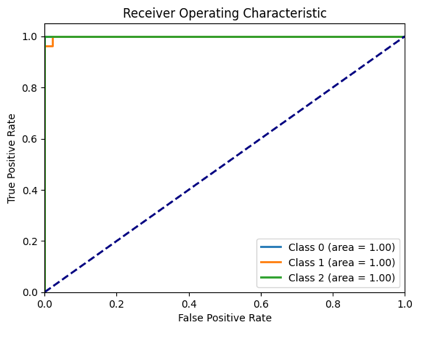 Receiver Operating Characteristic
True Positive Rate
1.0
0.8
0.6
0.4
0.2
0.0
Class 0 (area = 1.00)
Class 1 (area = 1.00)
Class 2 (area = 1.00)
0.0 0.2 0.4 0.6 0.8 1.0
False Positive Rate